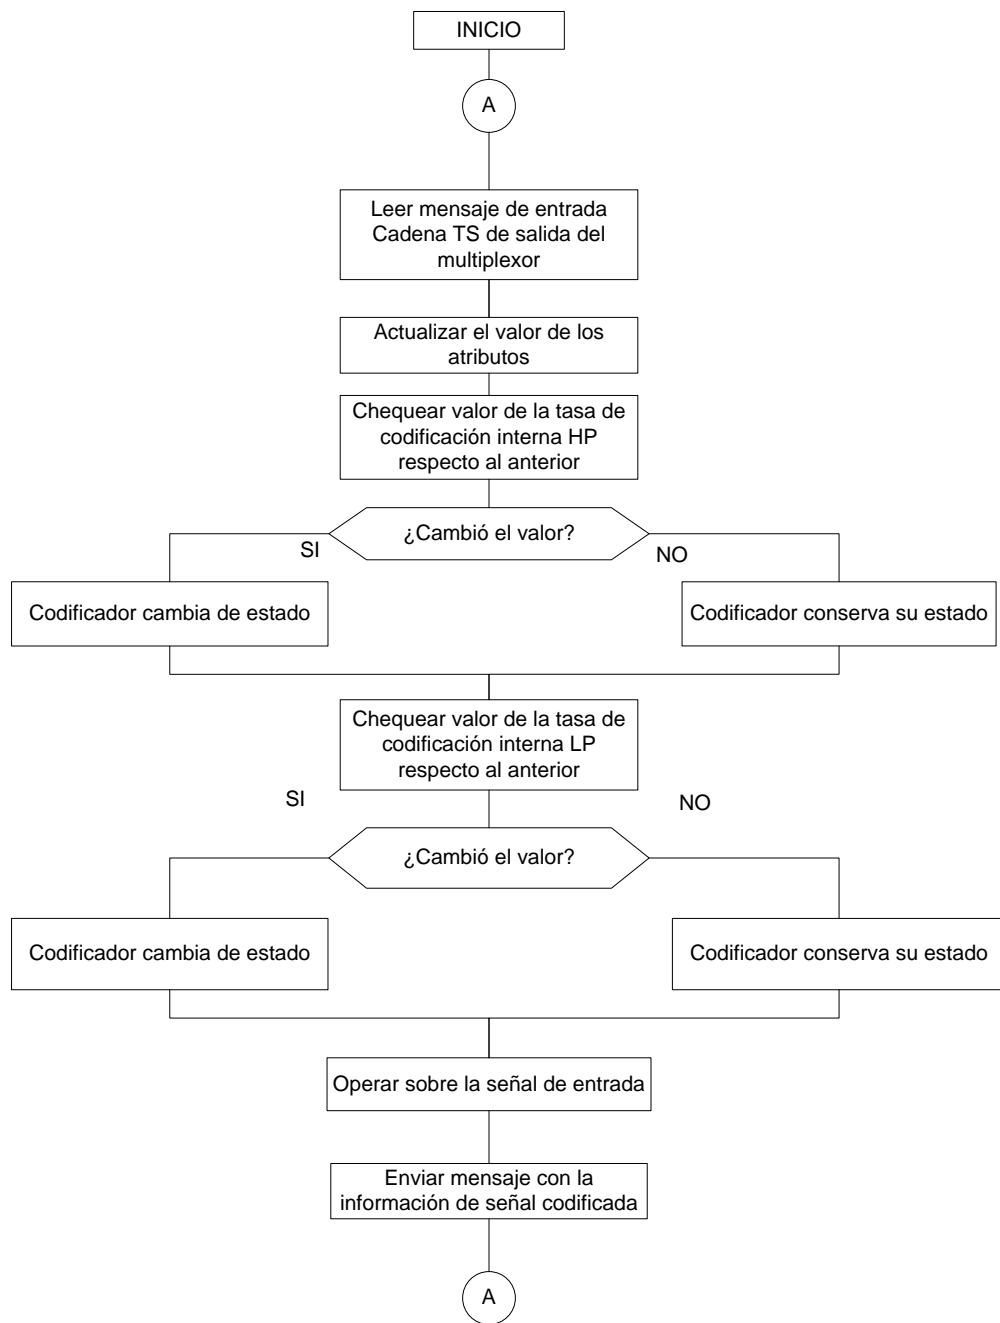 INICIO
A
Leer mensaje de entrada
Cadena TS de salida del
multiplexor
Actualizar el valor de los
atributos
Chequear valor de la tasa de
codificación interna HP
respecto al anterior
¿Cambió el valor?
SI
NO
Codificador cambia de estado
Codificador conserva su estado
Chequear valor de la tasa de
codificación interna LP
respecto al anterior
SI
NO
¿Cambió el valor?
Codificador cambia de estado
Codificador conserva su estado
Operar sobre la señal de entrada
Enviar mensaje con la
información de señal codificada
A